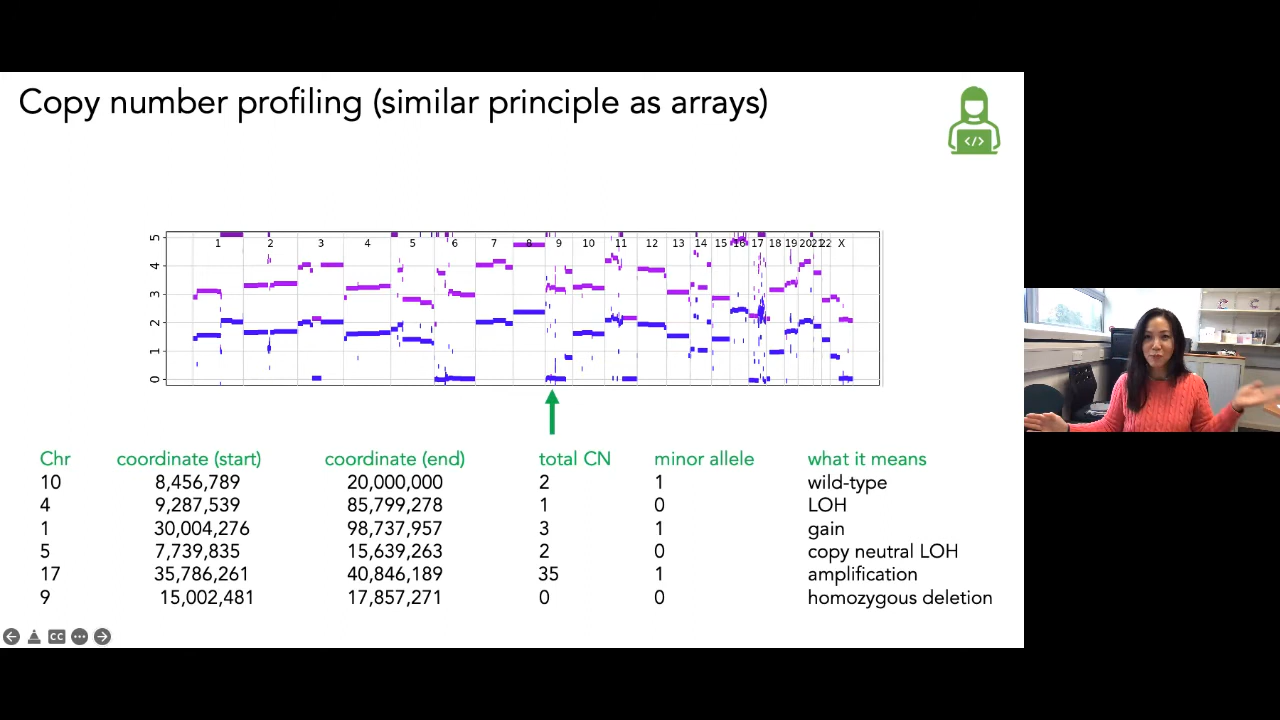 Copy number profiling (similar principle as arrays)
</>
5 1 2 3 4 5 6 7 8 9 10 11 12 13 14 15 16 17 18 19 20 21 22 X
4
3
2
1
0
Chr coordinate (start) coordinate (end) total CN minor allele what it means
10 8,456,789 20,000,000 2 1 wild-type
4 9,287,539 85,799,278 1 0 LOH
1 30,004,276 98,737,957 3 1 gain
5 7,739,835 15,639,263 2 0 copy neutral LOH
17 35,786,261 40,846,189 35 1 amplification
9 15,002,481 17,857,271 0 0 homozygous deletion
CC